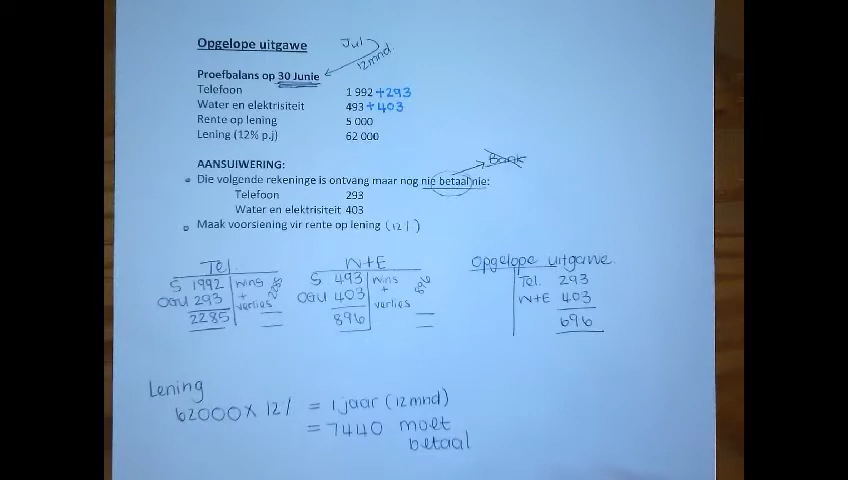 Opgelope uitgawe
Jul
12mnd.
Proefbalans op 30 Junie
Telefoon 1 992 +293
Water en elektrisiteit 493 +403
Rente op lening 5 000
Lening (12% p.j) 62 000
AANSUIWERING:
Bank
Die volgende rekeninge is ontvang maar nog nie betaal nie:
Telefoon 293
Water en elektrisiteit 403
Maak voorsiening vir rente op lening (12%)
Tel
S 1992 wins 2285
OGU 293 + verlies
2285
W+E
S 493 wins 896
OGU 403 + verlies
896
Opgelope uitgawe
Tel. 293
W+E 403
696
Lening
62000 x 12% = 1 jaar (12mnd)
= 7440 moet
betaal